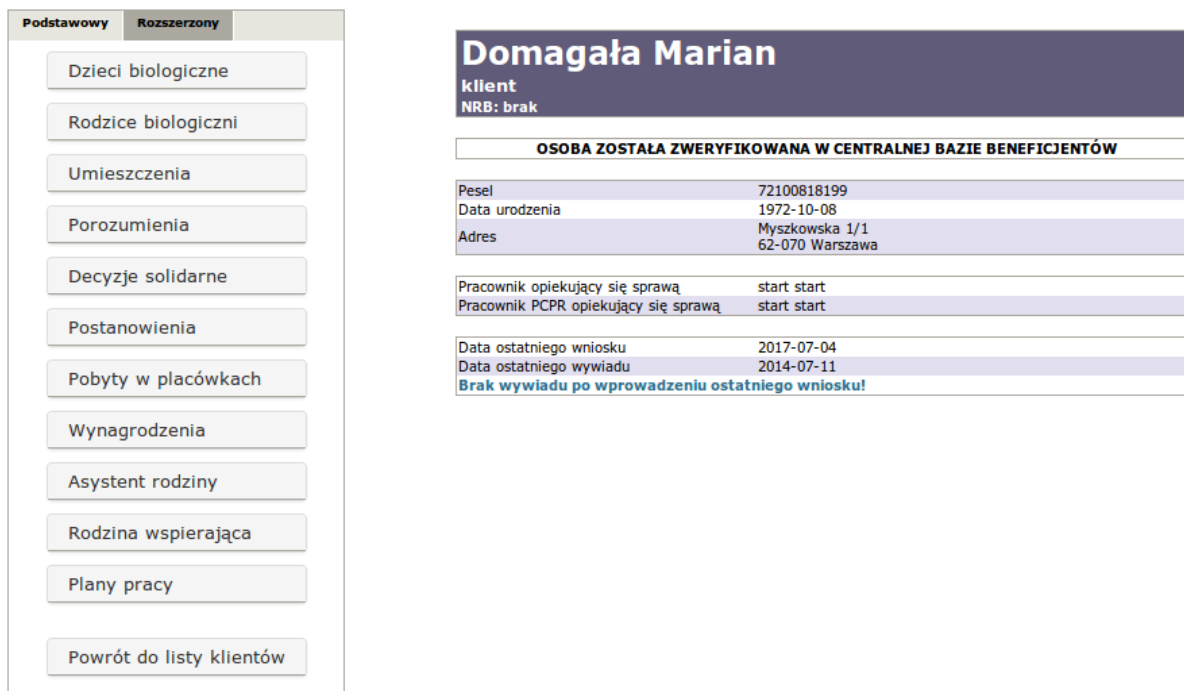 Podstawowy Rozszerzony
Dzieci biologiczne
Rodzice biologiczni
Umieszczenia
Porozumienia
Decyzje solidarne
Postanowienia
Pobyty w placówkach
Wynagrodzenia
Asystent rodziny
Rodzina wspierająca
Plany pracy
Powrót do listy klientów
Domagała Marian
klient
NRB: brak
OSOBA ZOSTAŁA ZWERYFIKOWANA W CENTRALNEJ BAZIE BENEFICJENTÓW
Pesel 72100818199
Data urodzenia 1972-10-08
Adres Myszkowska 1/1
62-070 Warszawa
Pracownik opiekujący się sprawą start start
Pracownik PCPR opiekujący się sprawą start start
Data ostatniego wniosku 2017-07-04
Data ostatniego wywiadu 2014-07-11
Brak wywiadu po wprowadzeniu ostatniego wniosku!